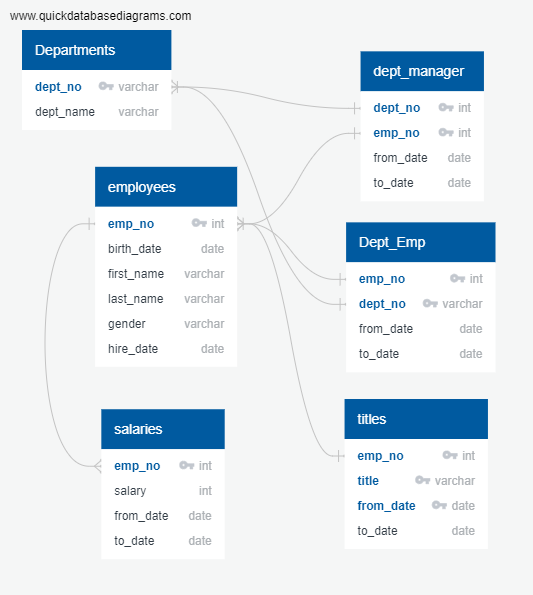 www.quickdatabasediagrams.com
Departments
dept_no varchar
dept_name varchar
dept_manager
dept_no int
emp_no int
from_date date
to_date date
employees
emp_no int
birth_date date
first_name varchar
last_name varchar
gender varchar
hire_date date
Dept_Emp
emp_no int
dept_no varchar
from_date date
to_date date
salaries
emp_no int
salary int
from_date date
to_date date
titles
emp_no int
title varchar
from_date date
to_date date